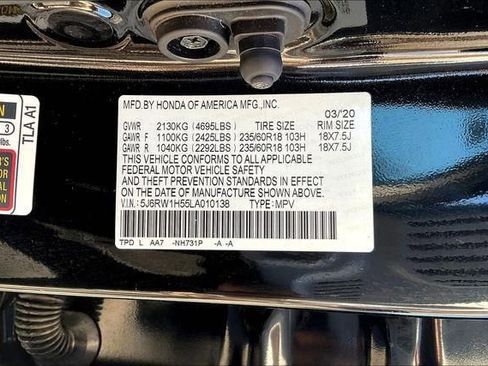 MFD.BY HONDA OF AMERICA MFG.,INC.
03/'20
GVWR 2130KG (4695LBS) TIRE SIZE RIM SIZE
GAWR F 1100KG (2425LBS) 235/60R18 103H 18X7.5J
GAWR R 1040KG (2292LBS) 235/60R18 103H 18X7.5J
THIS VEHICLE CONFORMS TO ALL APPLICABLE
FEDERAL MOTOR VEHICLE SAFETY
AND THEFT PREVENTION STANDARDS IN EFFECT
ON THE DATE OF MANUFACTURE SHOWN ABOVE.
V.I.N: 5J6RW1H55LA010138 TYPE: MPV
TPD L AA7 -NH731P -A -A
3
TLA A1